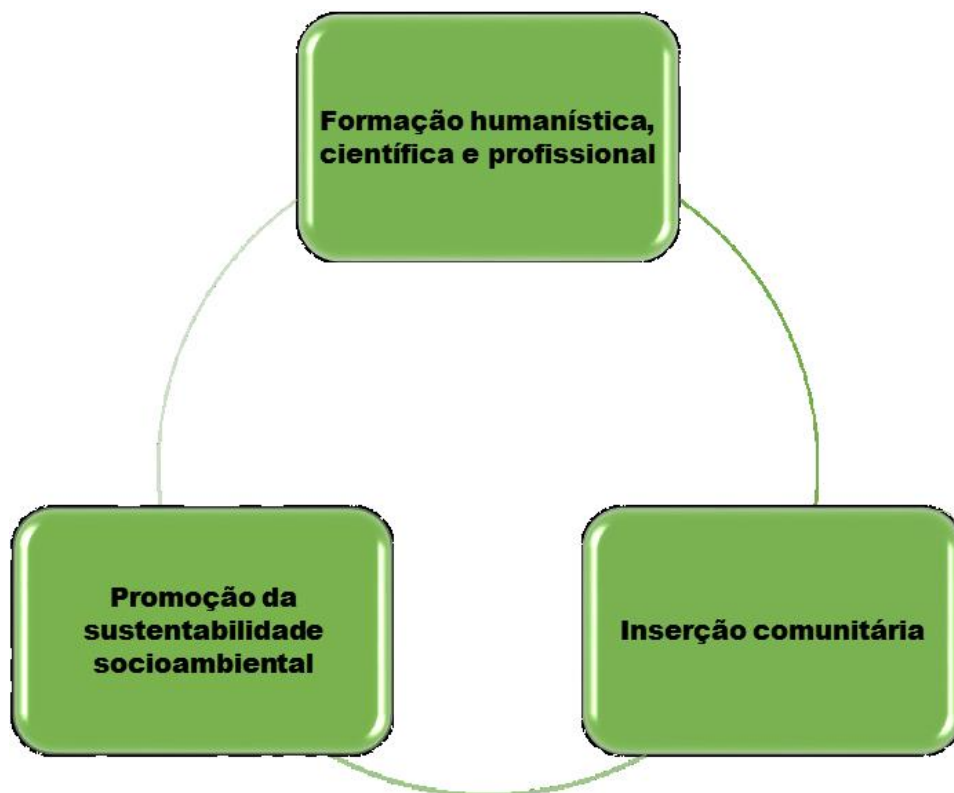 Formação humanística,
científica e profissional
Promoção da
sustentabilidade
socioambiental
Inserção comunitária